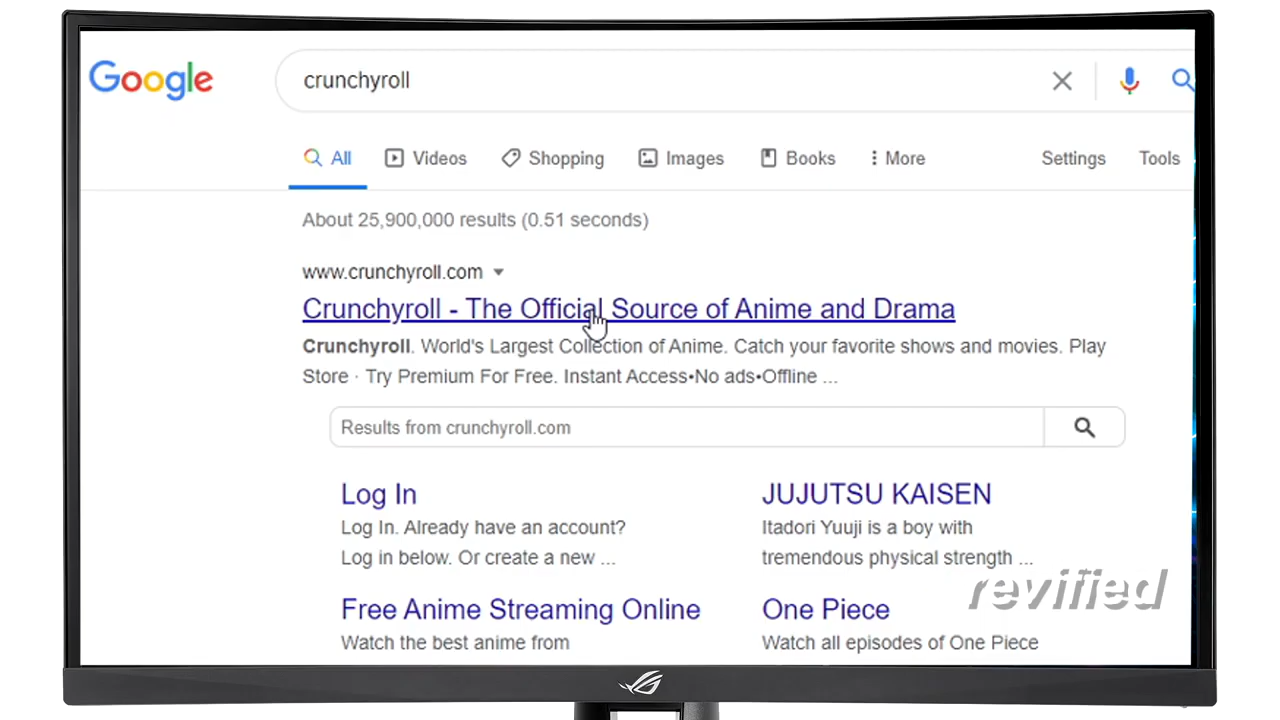 Google
crunchyroll
All Videos Shopping Images Books More Settings Tools
About 25,900,000 results (0.51 seconds)
www.crunchyroll.com
Crunchyroll - The Official Source of Anime and Drama
Crunchyroll. World's Largest Collection of Anime. Catch your favorite shows and movies. Play
Store · Try Premium For Free. Instant Access•No ads•Offline ...
Results from crunchyroll.com
Log In
Log In. Already have an account?
Log in below. Or create a new ...
JUJUTSU KAISEN
Itadori Yuuji is a boy with
tremendous physical strength ...
Free Anime Streaming Online
Watch the best anime from
One Piece
Watch all episodes of One Piece
revified